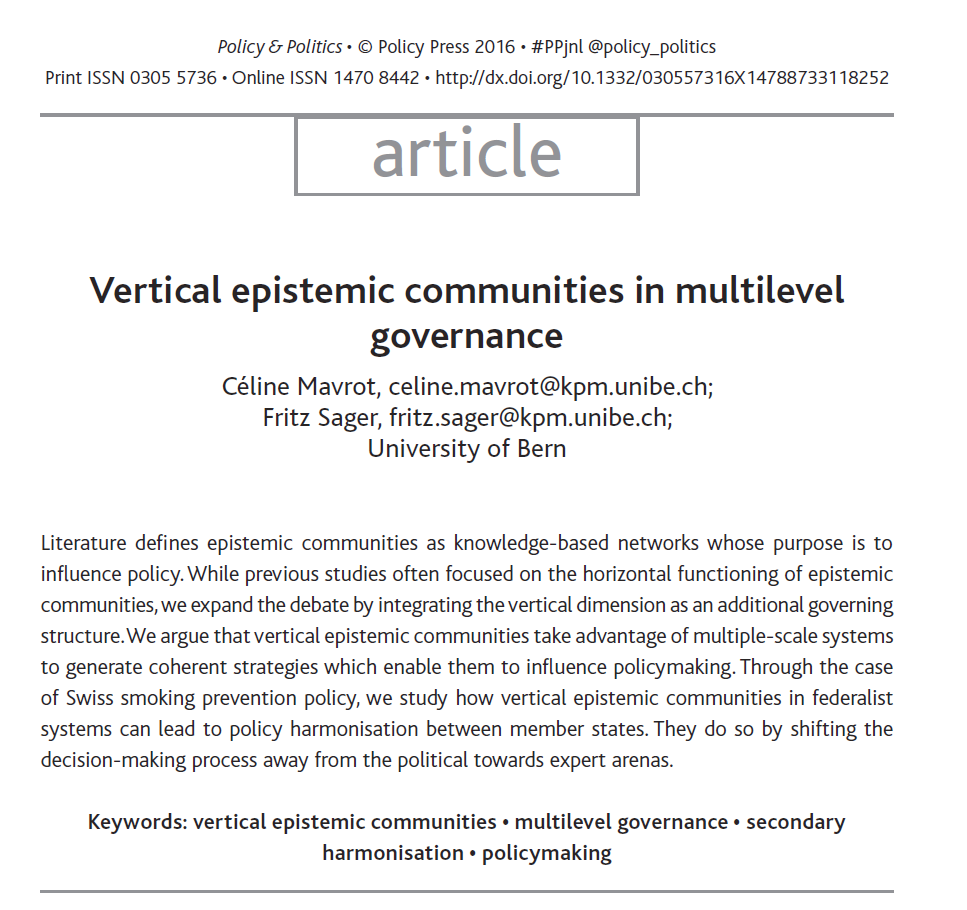 Policy & Politics • © Policy Press 2016 • #PPjnl @policy_politics
Print ISSN 0305 5736 • Online ISSN 1470 8442 • http://dx.doi.org/10.1332/030557316X14788733118252
article
Vertical epistemic communities in multilevel
governance
Céline Mavrot, celine.mavrot@kpm.unibe.ch;
Fritz Sager, fritz.sager@kpm.unibe.ch;
University of Bern
Literature defines epistemic communities as knowledge-based networks whose purpose is to
influence policy. While previous studies often focused on the horizontal functioning of epistemic
communities, we expand the debate by integrating the vertical dimension as an additional governing
structure. We argue that vertical epistemic communities take advantage of multiple-scale systems
to generate coherent strategies which enable them to influence policymaking. Through the case
of Swiss smoking prevention policy, we study how vertical epistemic communities in federalist
systems can lead to policy harmonisation between member states. They do so by shifting the
decision-making process away from the political towards expert arenas.
Keywords: vertical epistemic communities • multilevel governance • secondary
harmonisation • policymaking